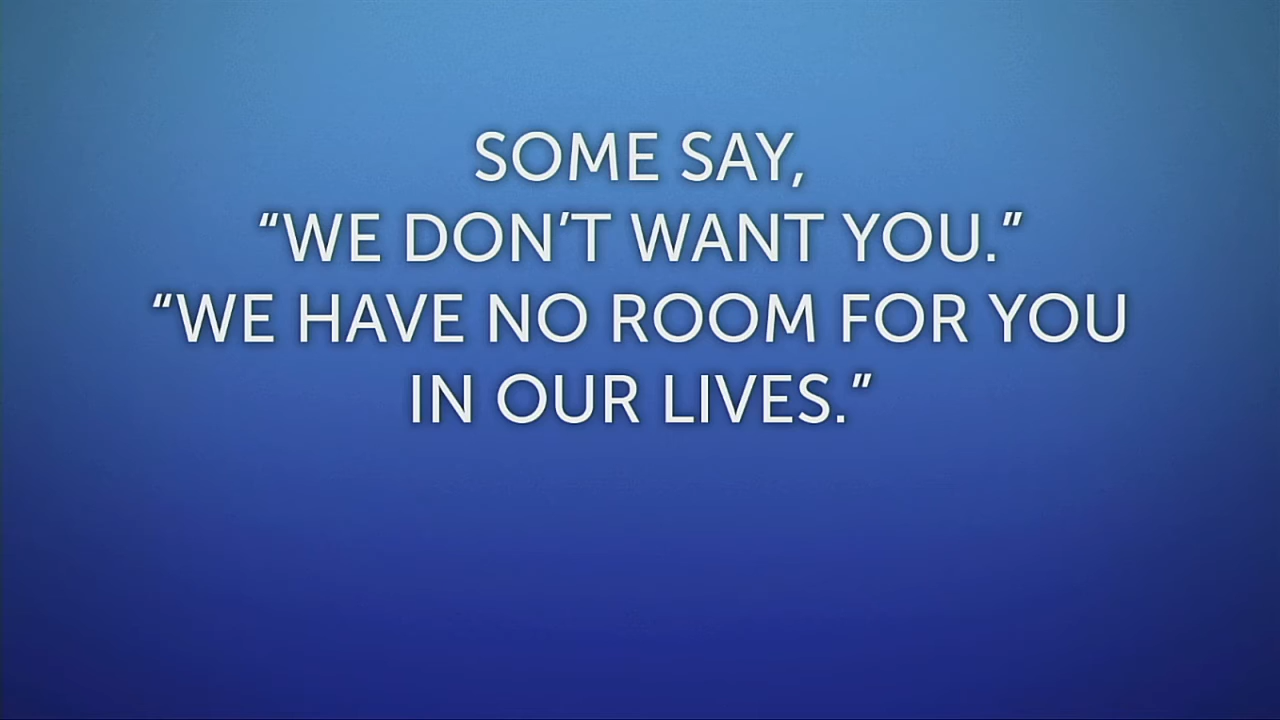 SOME SAY,
“WE DON’T WANT YOU.”
“WE HAVE NO ROOM FOR YOU
IN OUR LIVES.”